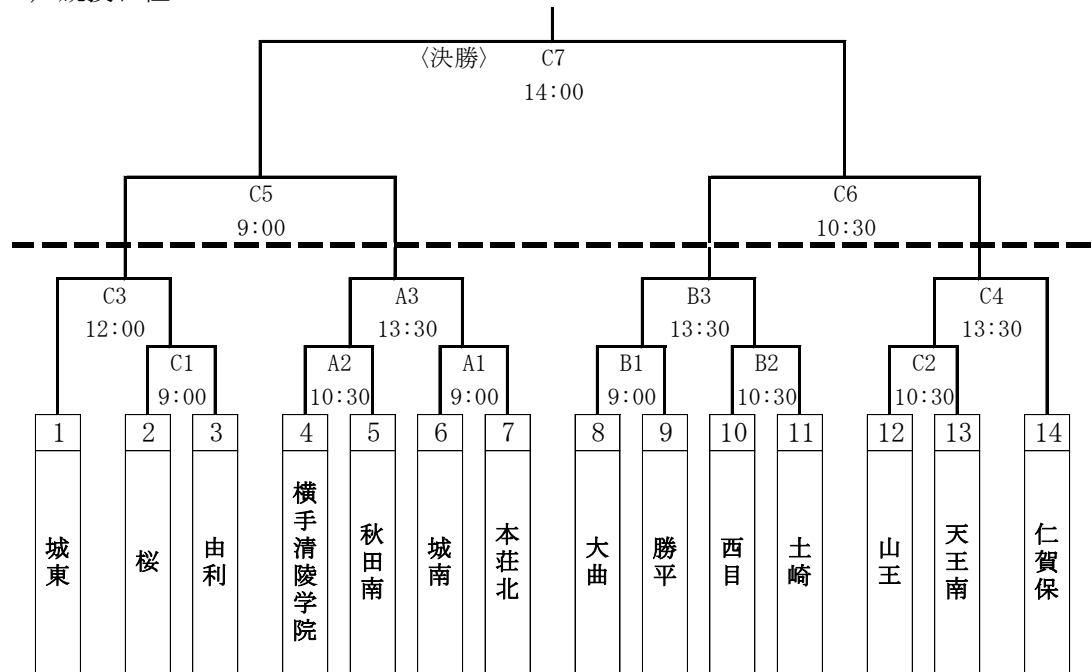 〈決勝〉 C7
14:00
C5 C6
9:00 10:30
C3 A3 B3 C4
12:00 13:30 13:30 13:30
C1 A2 A1 B1 B2 C2
9:00 10:30 9:00 9:00 10:30 10:30
1 2 3 4 5 6 7 8 9 10 11 12 13 14
城東
桜
由利
横手清陵学院
秋田南
城南
本荘北
大曲
勝平
西目
土崎
山王
天王南
仁賀保